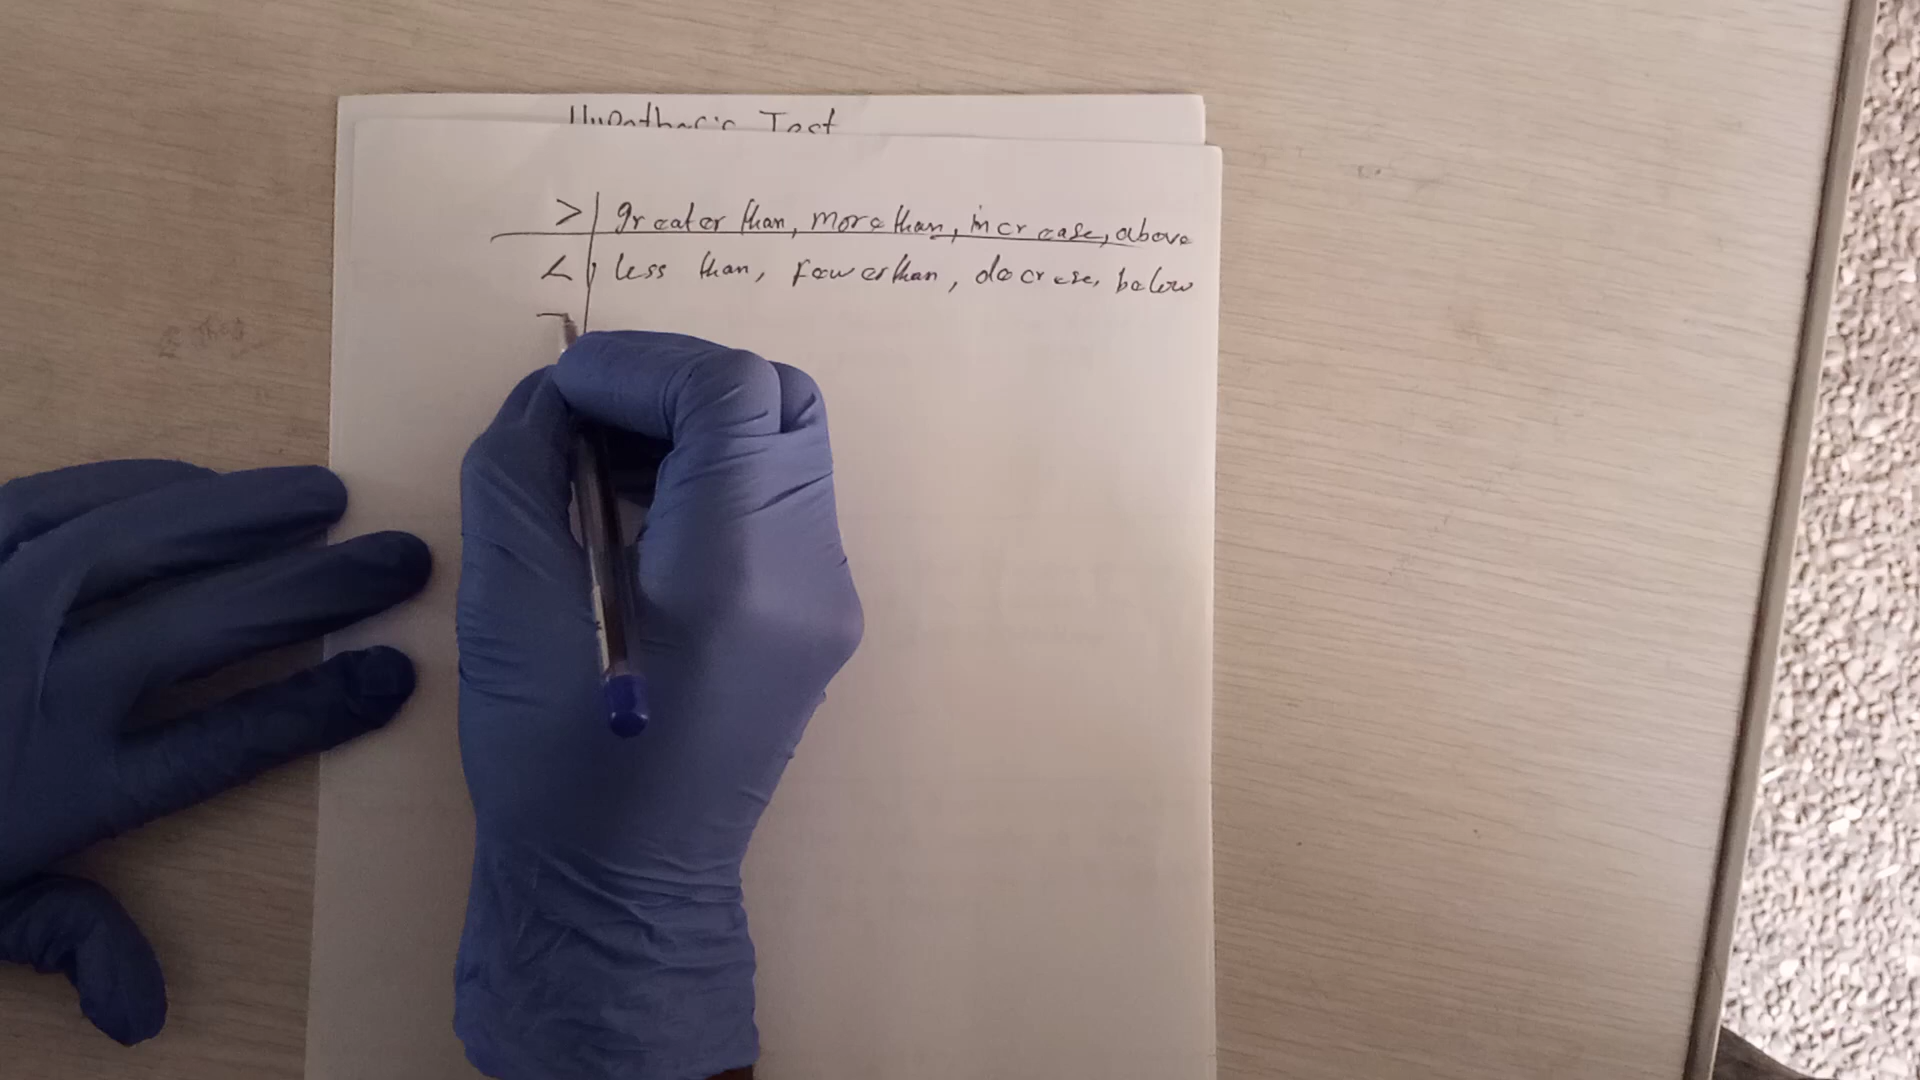 Hypothesis Test
> greater than, more than, increase, above
< less than, fewer than, decrese, below